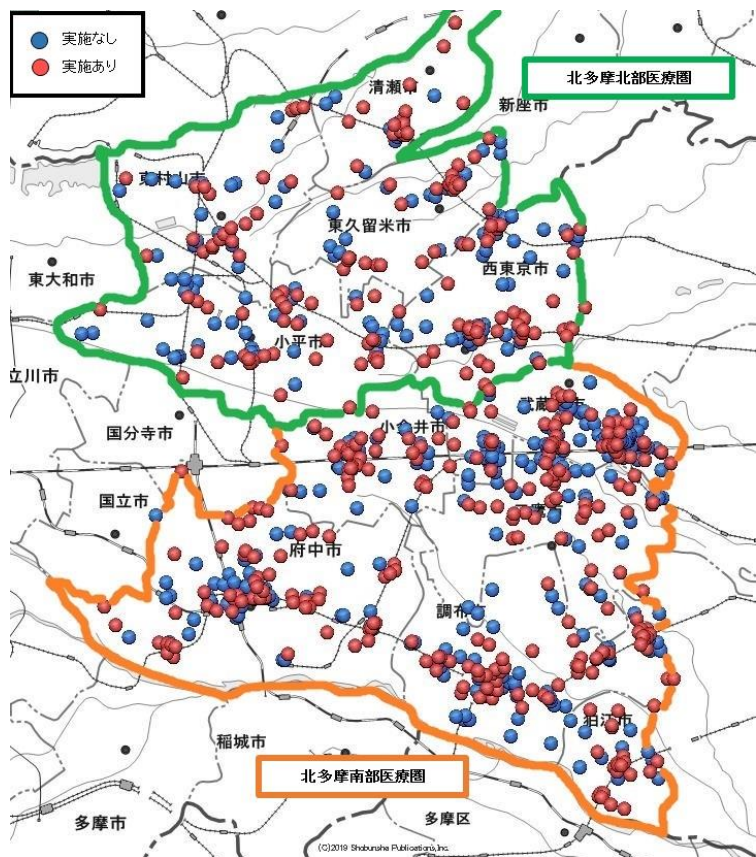 実施なし
実施あり
清瀬市
北多摩北部医療圏
新座市
東村山市
東久留米市
東大和市
西東京市
小平市
立川市
国分寺市
小金井市
国立市
府中市
調布
狛江市
稲城市
北多摩南部医療圏
多摩市
多摩区
(C)2019 Shobunsha Publications,Inc.